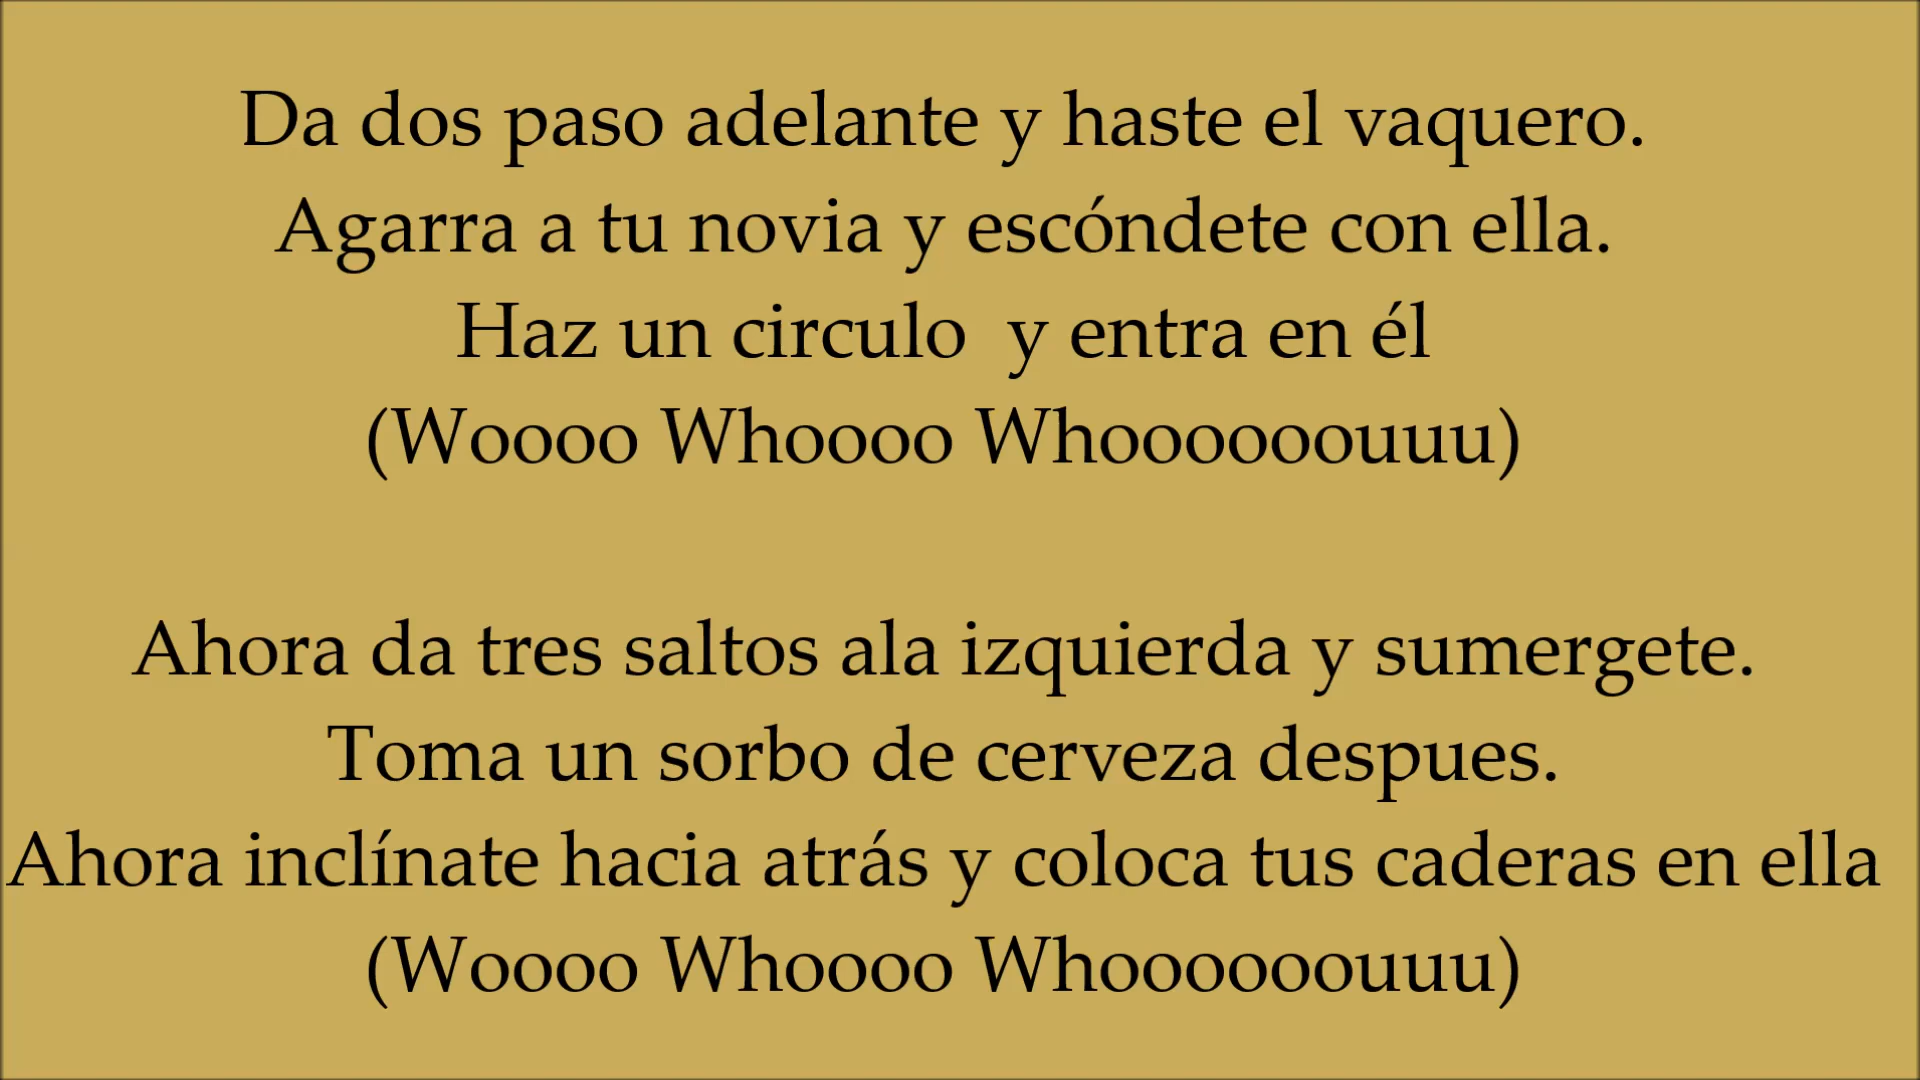 Da dos paso adelante y haste el vaquero.
Agarra a tu novia y escóndete con ella.
Haz un circulo  y entra en él
(Woooo Whoooo Whooooooouuu)
Ahora da tres saltos ala izquierda y sumergete.
Toma un sorbo de cerveza despues.
Ahora inclínate hacia atrás y coloca tus caderas en ella
(Woooo Whoooo Whooooooouuu)